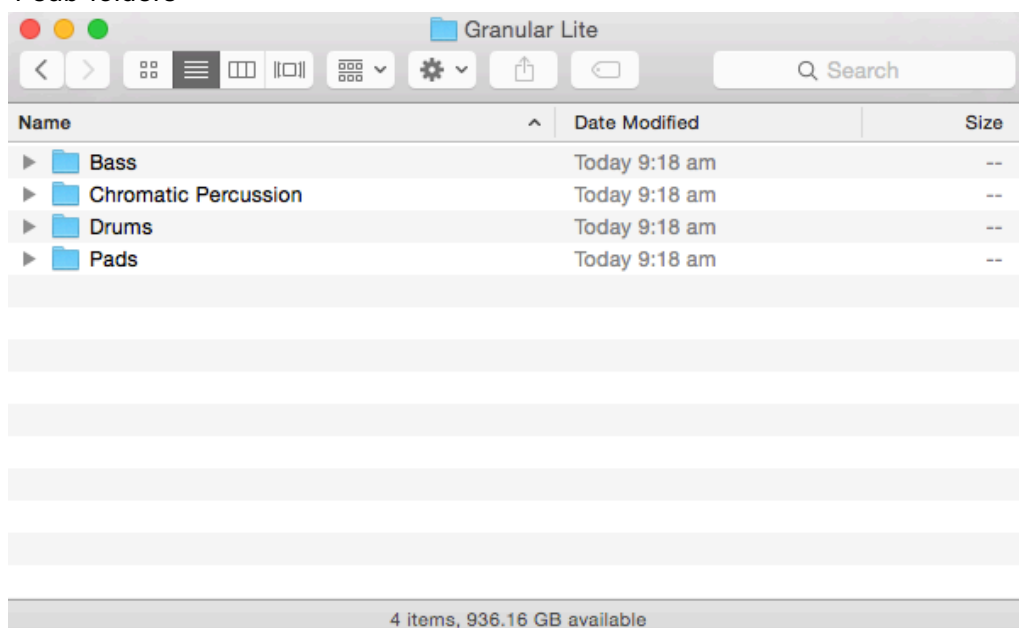 Granular Lite
Search
Name Date Modified Size
Bass Today 9:18 am --
Chromatic Percussion Today 9:18 am --
Drums Today 9:18 am --
Pads Today 9:18 am --
4 items, 936.16 GB available